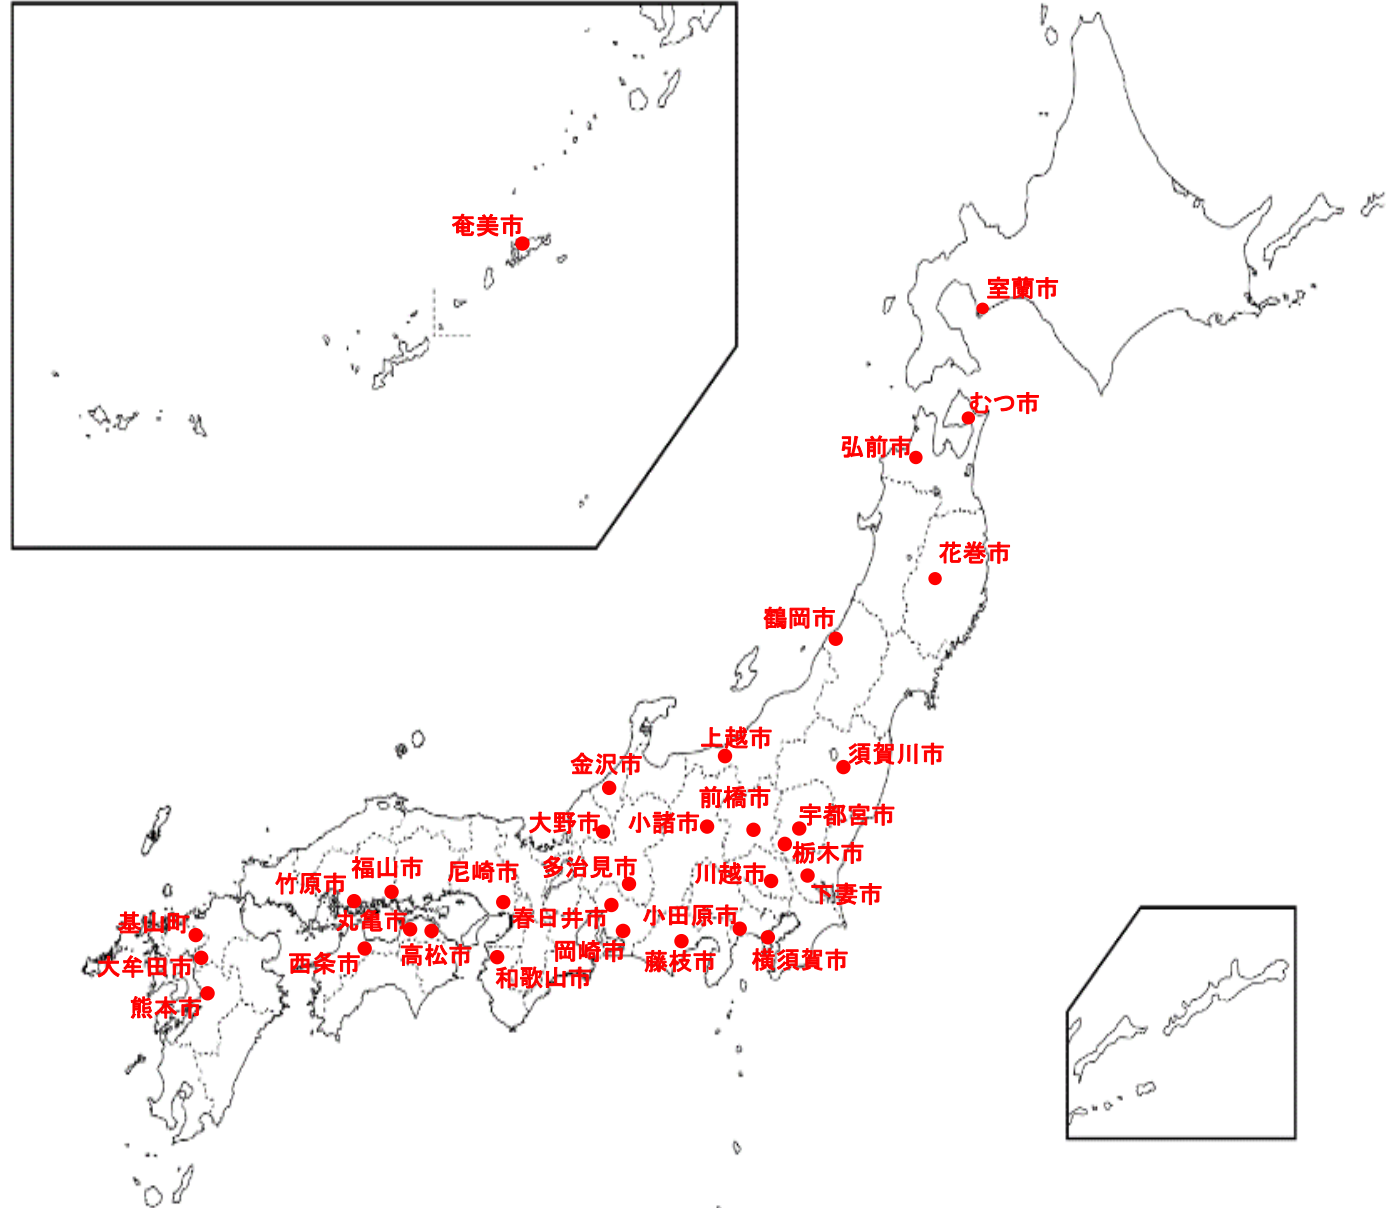 奄美市
室蘭市
むつ市
弘前市
花巻市
鶴岡市
上越市
須賀川市
金沢市
前橋市
宇都宮市
大野市
小諸市
栃木市
福山市
尼崎市
多治見市
川越市
下妻市
竹原市
丸亀市
春日井市
小田原市
基山町
岡崎市
高松市
西条市
藤枝市
横須賀市
大牟田市
和歌山市
熊本市